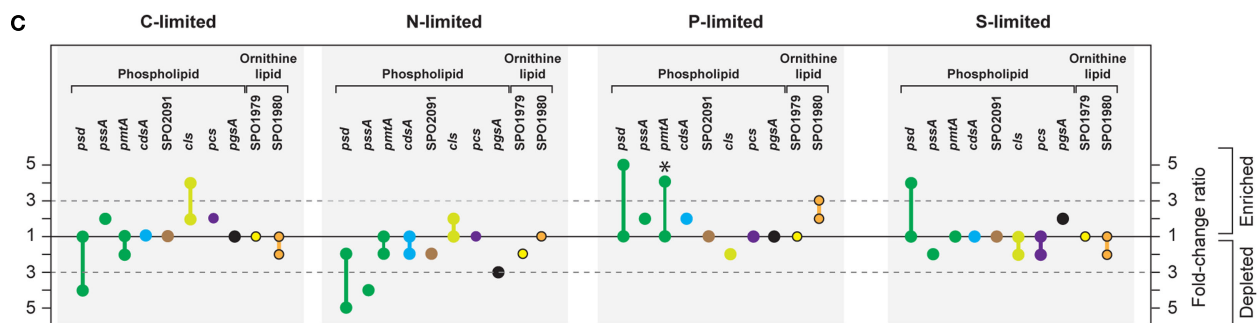 C
C-limited
N-limited
P-limited
S-limited
Phospholipid
Ornithine
lipid
psd
pssA
pmtA
cdsA
SPO2091
cls
pcs
pgsA
SPO1979
SPO1980
Phospholipid
Ornithine
lipid
psd
pssA
pmtA
cdsA
SPO2091
cls
pcs
pgsA
SPO1979
SPO1980
Phospholipid
Ornithine
lipid
psd
pssA
pmtA
cdsA
SPO2091
cls
pcs
pgsA
SPO1979
SPO1980
*
Phospholipid
Ornithine
lipid
psd
pssA
pmtA
cdsA
SPO2091
cls
pcs
pgsA
SPO1979
SPO1980
5
3
1
3
5
5
3
1
3
5
Fold-change ratio
Enriched
Depleted